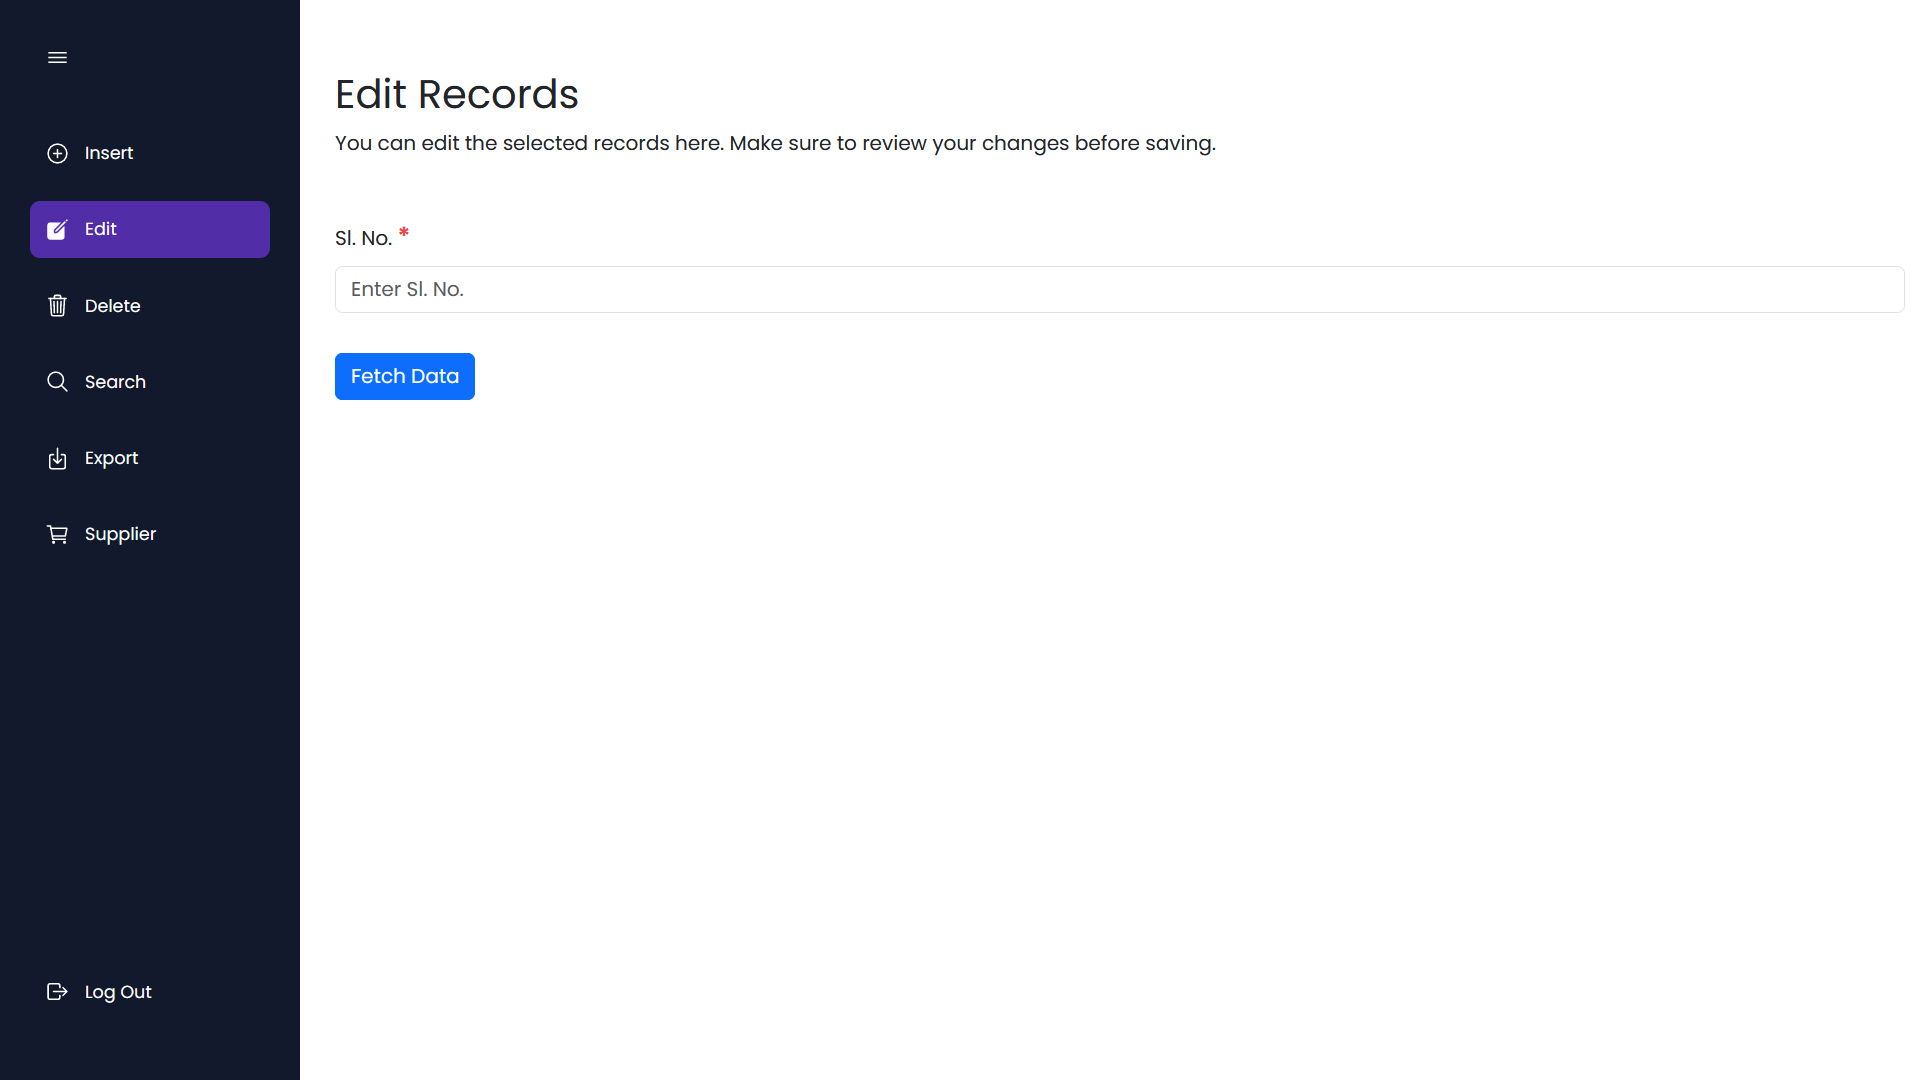 Insert
Edit
Delete
Search
Export
Supplier
Log Out
Edit Records
You can edit the selected records here. Make sure to review your changes before saving.
Sl. No. *
Enter Sl. No.
Fetch Data